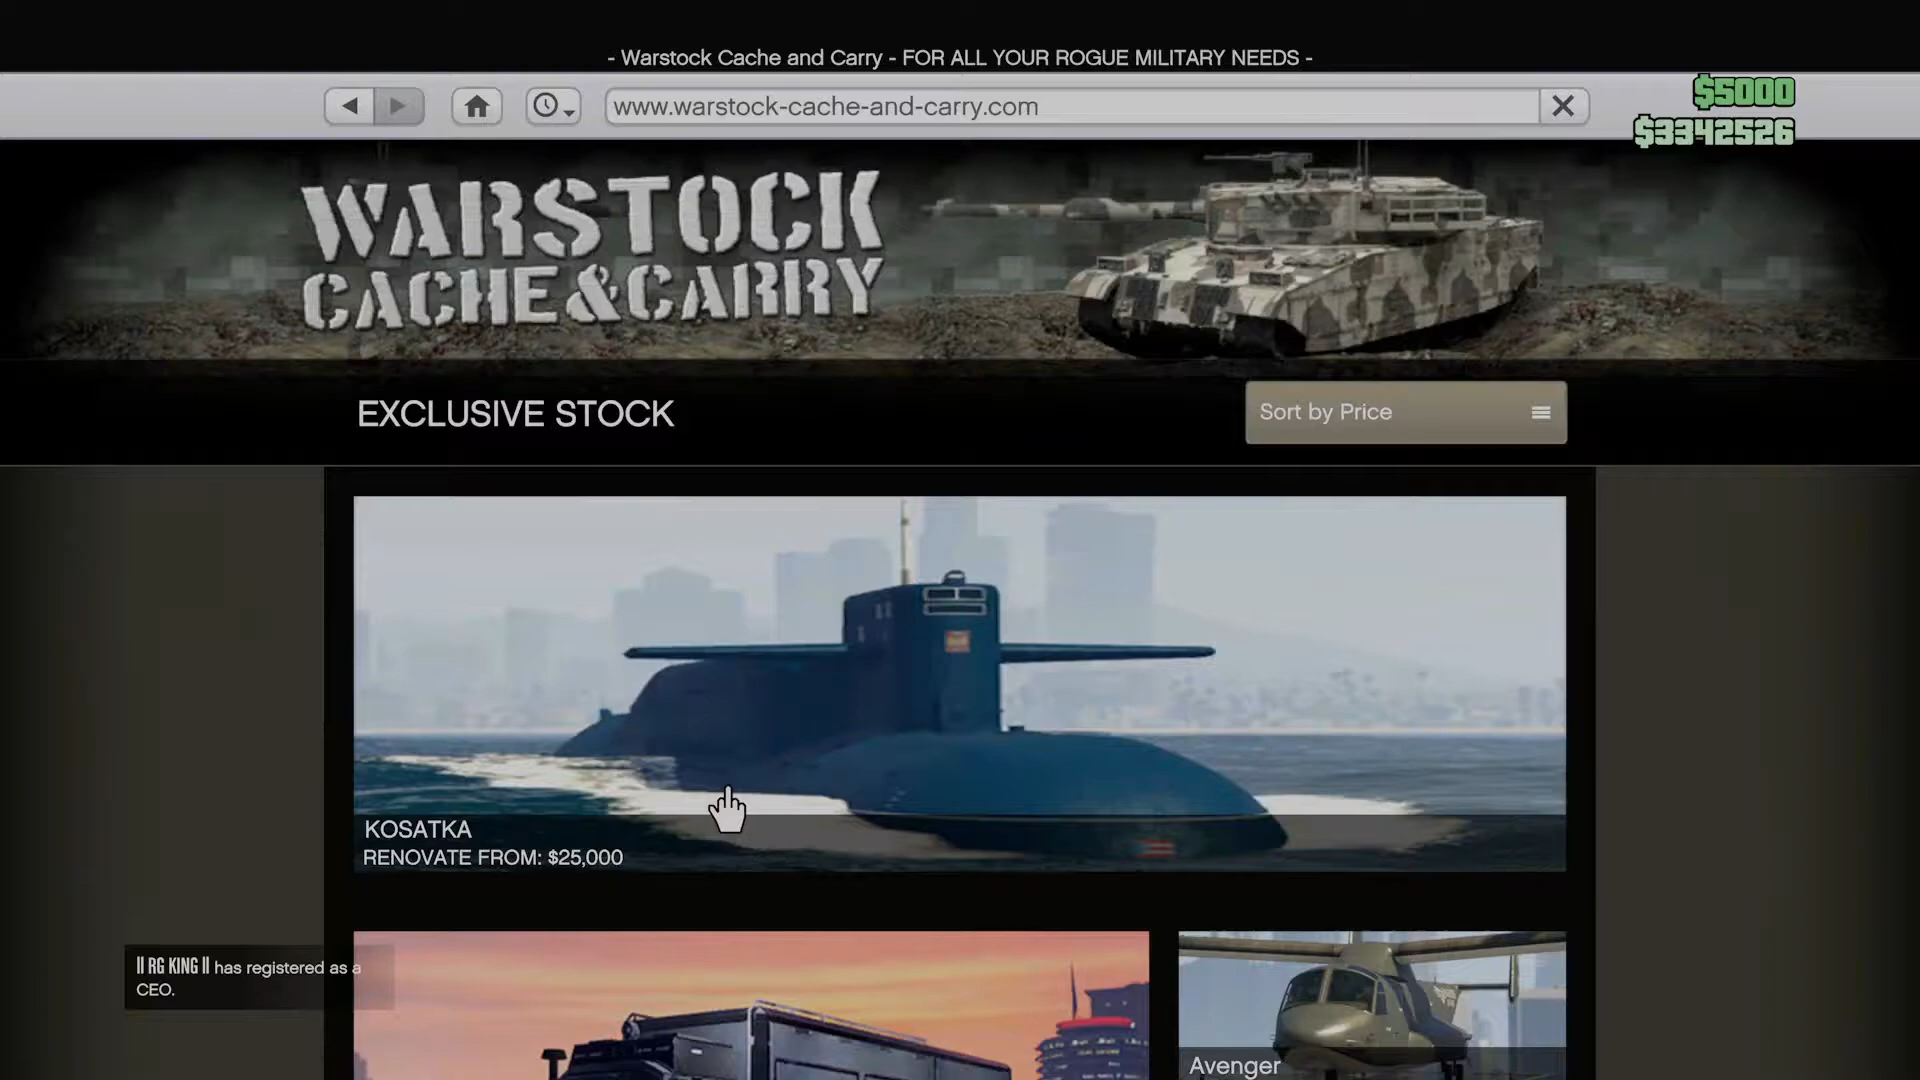 - Warstock Cache and Carry - FOR ALL YOUR ROGUE MILITARY NEEDS -
www.warstock-cache-and-carry.com
$5000
$3342526
WARSTOCK
CACHE&CARRY
EXCLUSIVE STOCK
Sort by Price
KOSATKA
RENOVATE FROM: $25,000
|| RG KING || has registered as a
CEO.
Avenger